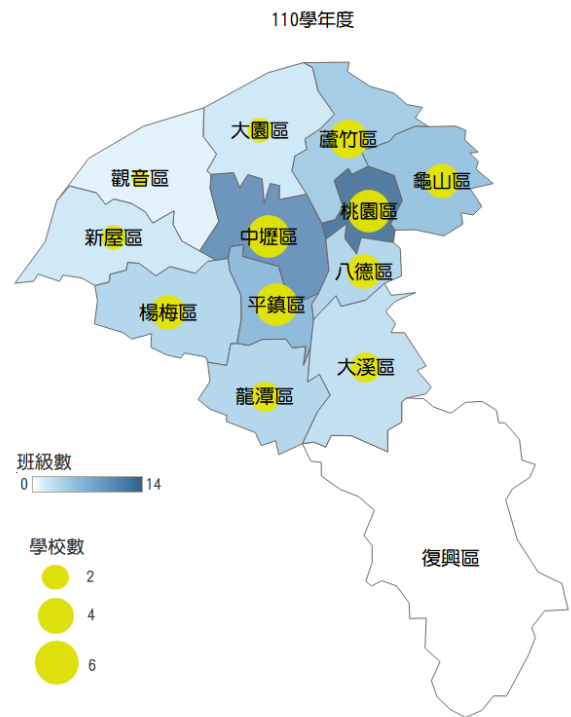 110學年度
大園區
蘆竹區
觀音區
龜山區
桃園區
新屋區
中壢區
八德區
楊梅區
平鎮區
大溪區
龍潭區
班級數
0
14
學校數
復興區
2
4
6